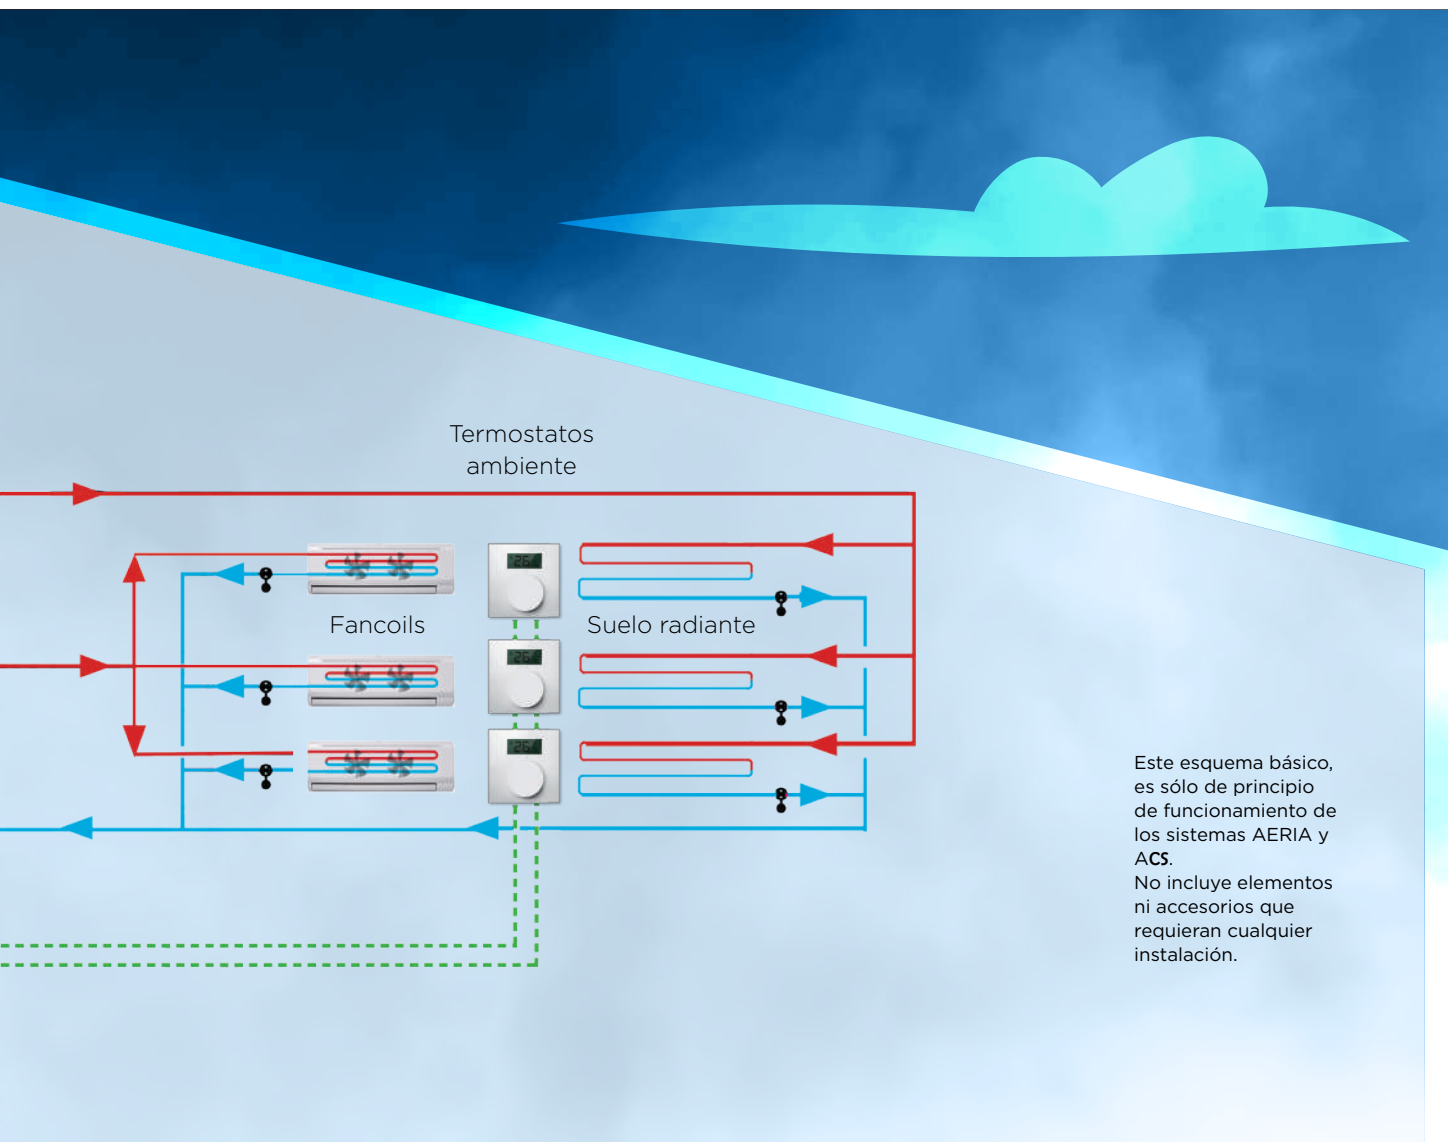 Termostatos
ambiente
Fancoils
Suelo radiante
Este esquema básico,
es sólo de principio
de funcionamiento de
los sistemas AERIA y
ACS.
No incluye elementos
ni accesorios que
requieran cualquier
instalación.